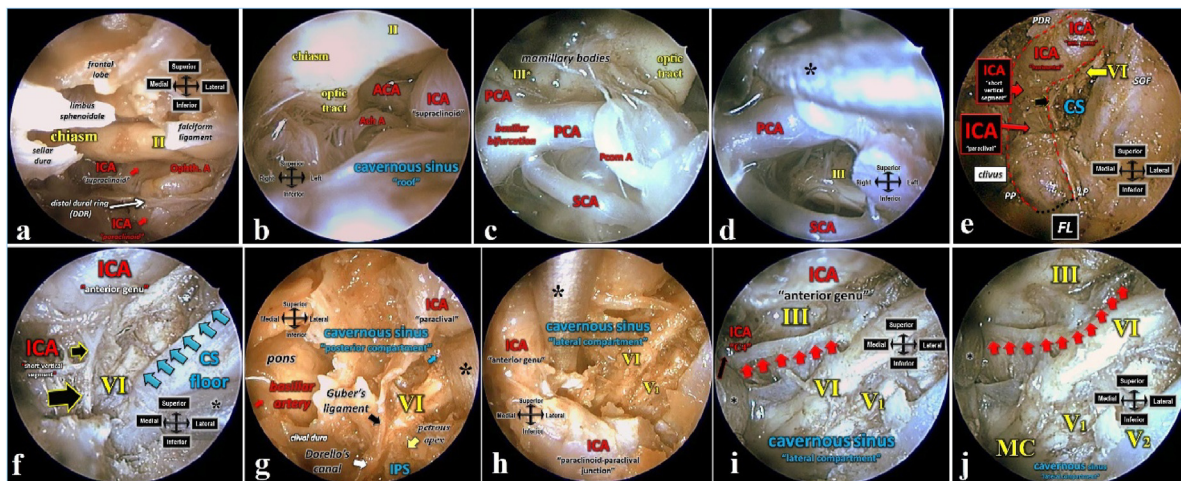 frontal
lobe
Superior
Medial
Lateral
Inferior
limbus
sphenoidale
chiasm
II
falciform
ligament
sellar
dura
ICA
"supraclinoid"
Ophth. A
distal dural ring
(DDR)
ICA
"paraclinoid"
a
II
chiasm
optic
tract
ACA
ICA
"supraclinoid"
cavernous sinus
"roof"
Superior
Right
Left
Inferior
b
mamillary bodies
III
optic
tract
PCA
basilar
bifurcation
PCA
Pcom A
SCA
c
*
PCA
III
Superior
Right
Left
Inferior
SCA
d
PDR
ICA
ICA
VI
ICA
"short
vertical
segment"
SOF
CS
ICA
"paraclival"
Superior
Medial
Lateral
Inferior
clivus
PP
LP
FL
e
ICA
"anterior genu"
ICA
"short vertical
segment"
VI
CS
floor
*
Superior
Medial
Lateral
Inferior
f
Superior
Medial
Lateral
Inferior
ICA
"paraclival"
cavernous sinus
"posterior compartment"
*
pons
basilar
artery
Guber's
ligament
VI
petrous
apex
clival dura
Dorello's
canal
IPS
g
*
cavernous sinus
"lateral compartment"
ICA
"anterior genu"
VI
V1
Superior
Medial
Lateral
Inferior
ICA
"paraclinoid-paraclival
junction"
h
ICA
"anterior genu"
III
ICA
Superior
Medial
Lateral
Inferior
*
VI
V1
cavernous sinus
"lateral compartment"
i
III
VI
*
Superior
Medial
Lateral
Inferior
V1
V2
MC
cavernous sinus
j